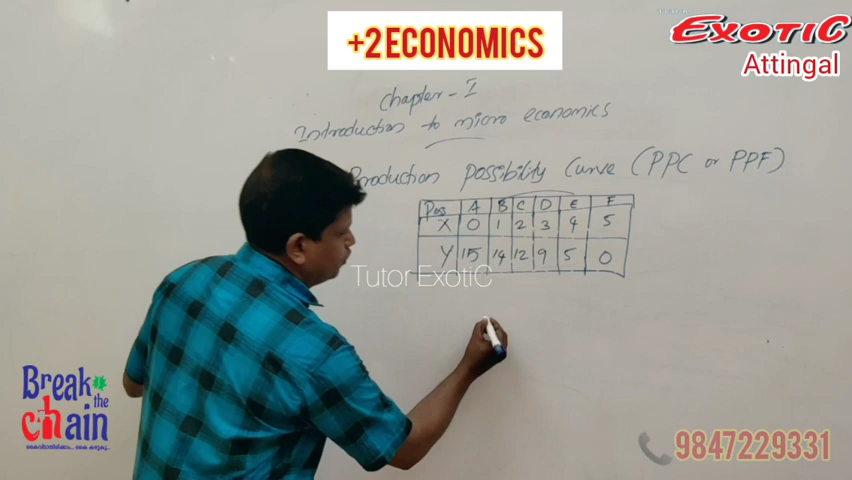 +2 ECONOMICS
EXOTIC
Attingal
Chapter - I
Introduction to micro economics
Production possibility Curve (PPC or PPF)
Pos A B C D E F
X 0 1 2 3 4 5
Y 15 14 12 9 5 0
Tutor ExotiC
Break
the
chain
9847229331